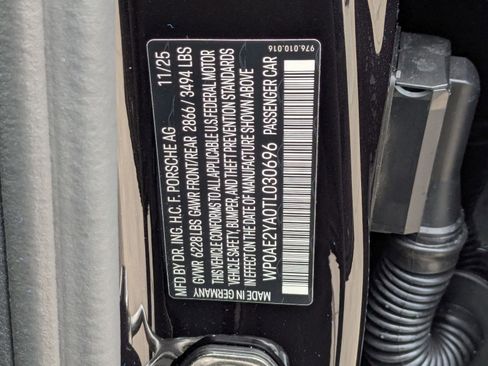 MFD BY DR. ING. H.C. F. PORSCHE AG 11/25
GVWR 6228 LBS GAWR FRONT/REAR 2866/ 3494 LBS
THIS VEHICLE CONFORMS TO ALL APPLICABLE U.S.FEDERAL MOTOR
VEHICLE SAFETY, BUMPER, AND THEFT PREVENTION STANDARDS
IN EFFECT ON THE DATE OF MANUFACTURE SHOWN ABOVE
WP0AE2YA0TL030696 PASSENGER CAR
MADE IN GERMANY 976.010.016